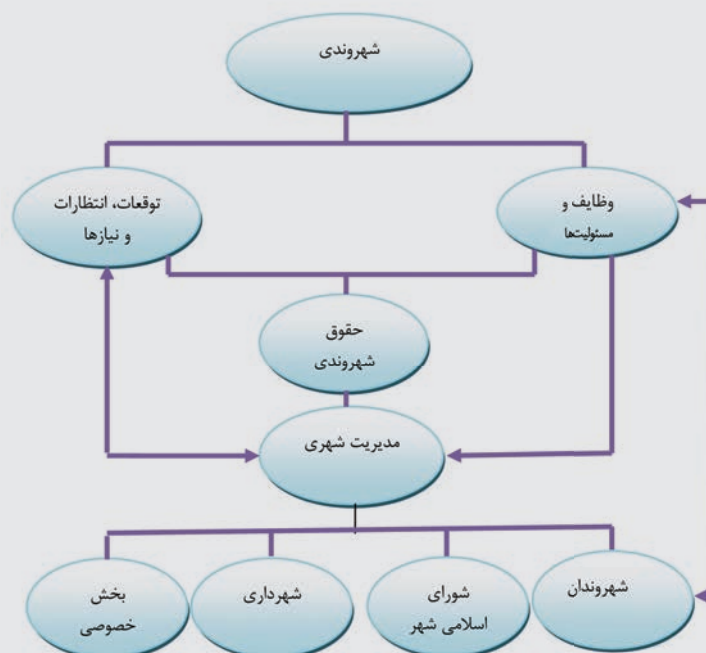 شهروندی
وظایف و
مسئولیت‌ها
توقعات، انتظارات
و نیازها
حقوق
شهروندی
مدیریت شهری
شهروندان
شورای
اسلامی شهر
شهرداری
بخش
خصوصی